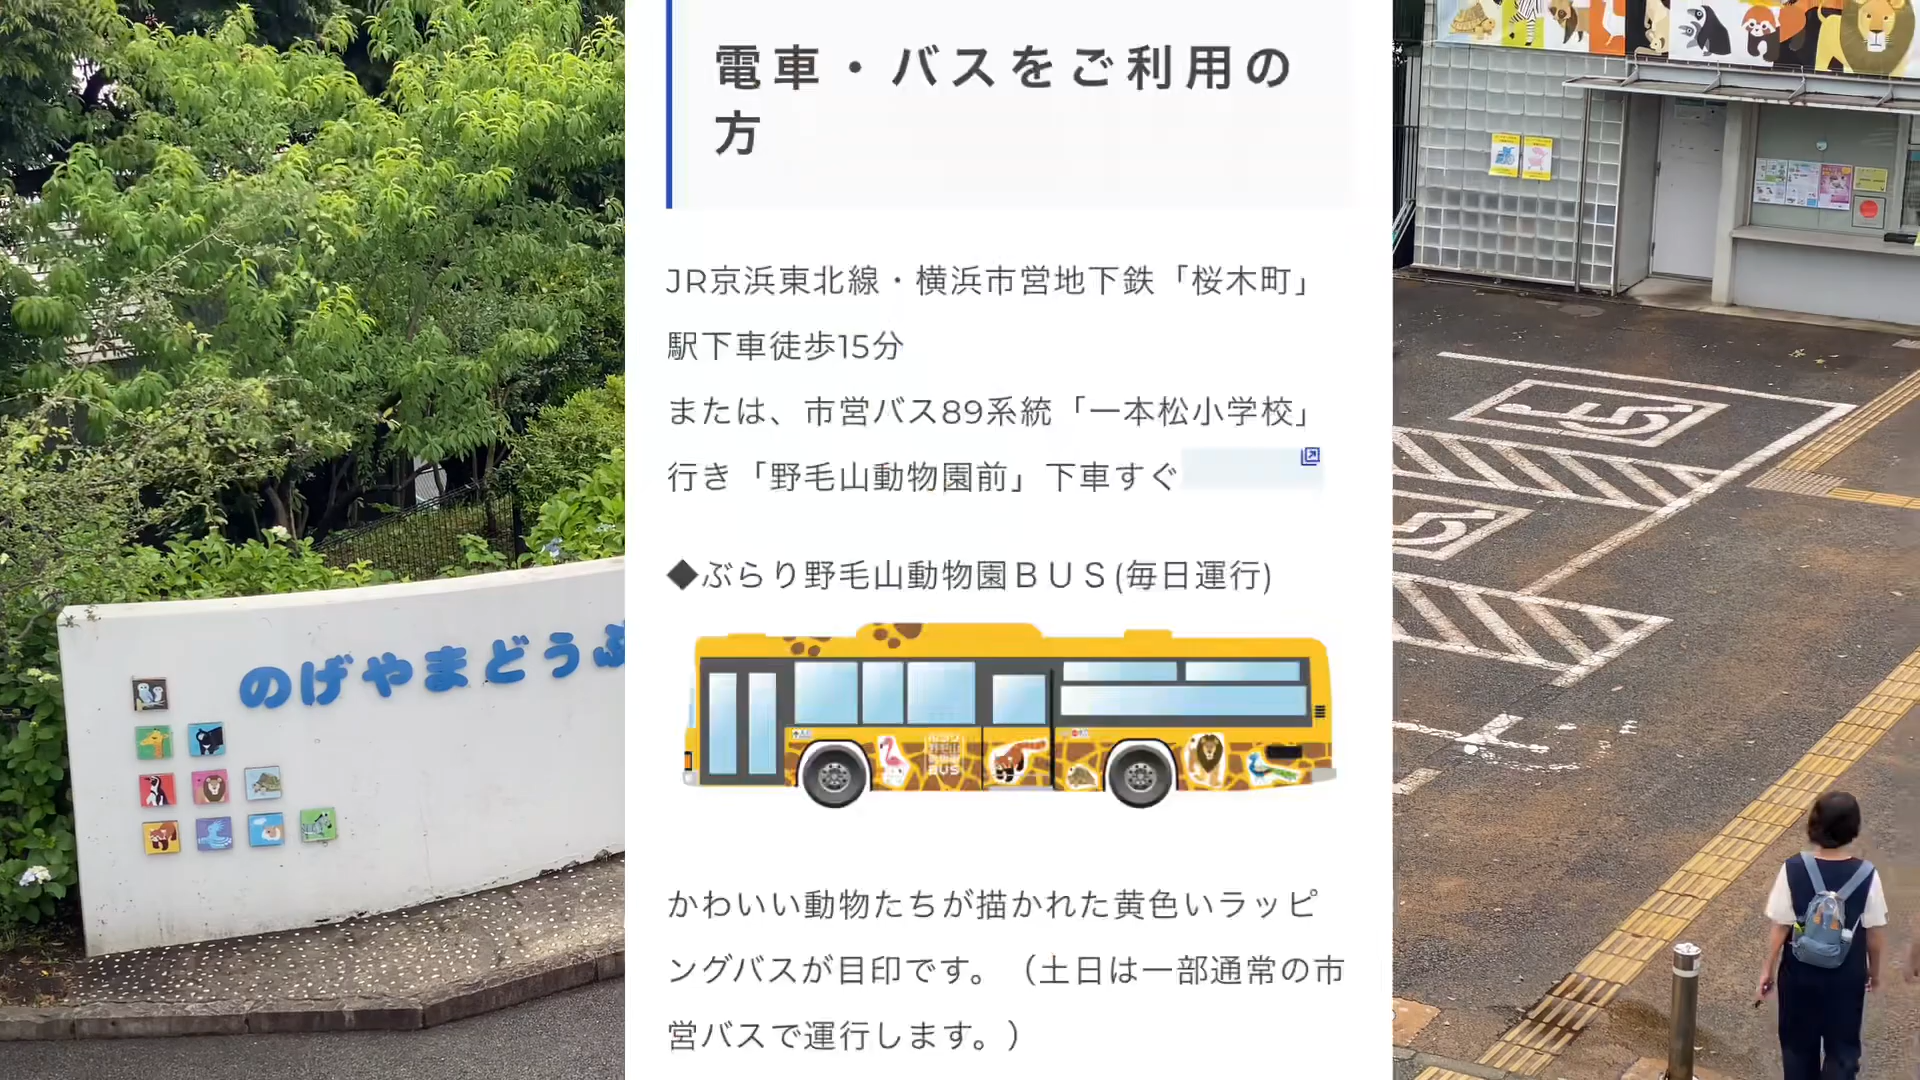 電車・バスをご利用の
方
JR京浜東北線・横浜市営地下鉄「桜木町」
駅下車徒歩15分
または、市営バス89系統「一本松小学校」
行き「野毛山動物園前」下車すぐ
◆ぶらり野毛山動物園ＢＵＳ(毎日運行)
BUS
かわいい動物たちが描かれた黄色いラッピ
ングバスが目印です。（土日は一部通常の市
営バスで運行します。）
のげやまどうぶ